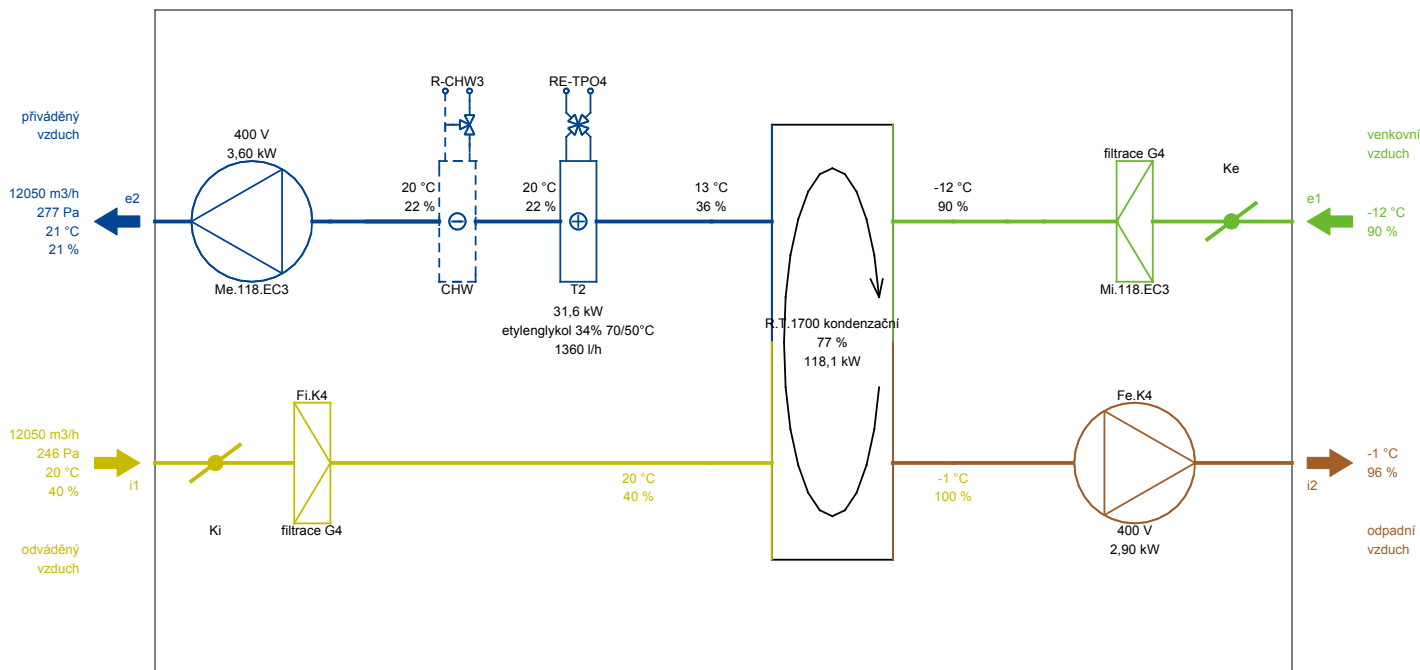 R-CHW3
RE-TPO4
přiváděný
vzduch
400 V
3,60 kW
venkovní
vzduch
filtrace G4
Ke
12050 m3/h
277 Pa
21 °C
21 %
e2
20 °C
22 %
20 °C
22 %
13 °C
36 %
-12 °C
90 %
e1
-12 °C
90 %
Me.118.EC3
CHW
T2
Mi.118.EC3
31,6 kW
etylenglykol 34% 70/50°C
1360 l/h
R.T.1700 kondenzační
77 %
118,1 kW
Fi.K4
Fe.K4
12050 m3/h
246 Pa
20 °C
40 %
i1
20 °C
40 %
-1 °C
100 %
-1 °C
96 %
i2
Ki
filtrace G4
400 V
2,90 kW
odváděný
vzduch
odpadní
vzduch